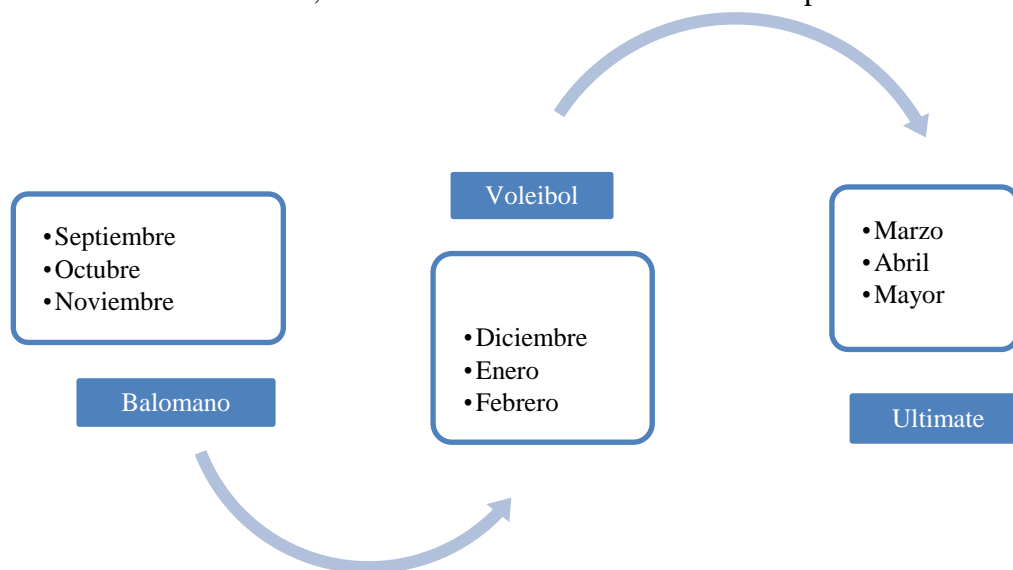 •Septiembre
•Octubre
•Noviembre
Balomano
Voleibol
•Diciembre
•Enero
•Febrero
•Marzo
•Abril
•Mayor
Ultimate